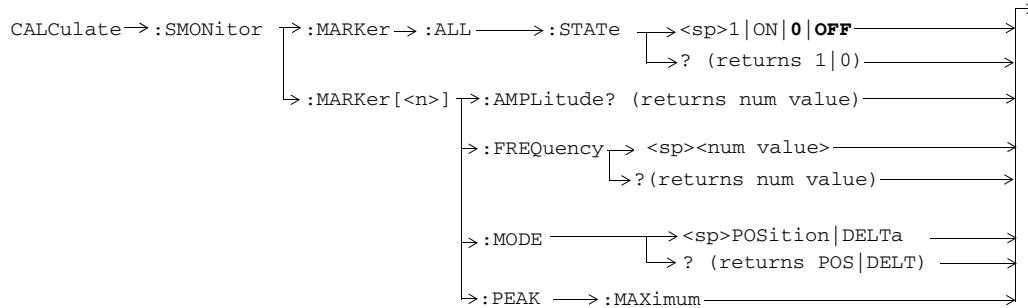 CALCulate :SMONitor :MARKer :ALL :STATe <sp>1|ON|0|OFF
? (returns 1|0)
:MARKer[<n>] :AMPLitude? (returns num value)
:FREQuency <sp><num value>
?(returns num value)
:MODE <sp>POSition|DELTa
? (returns POS|DELT)
:PEAK :MAXimum